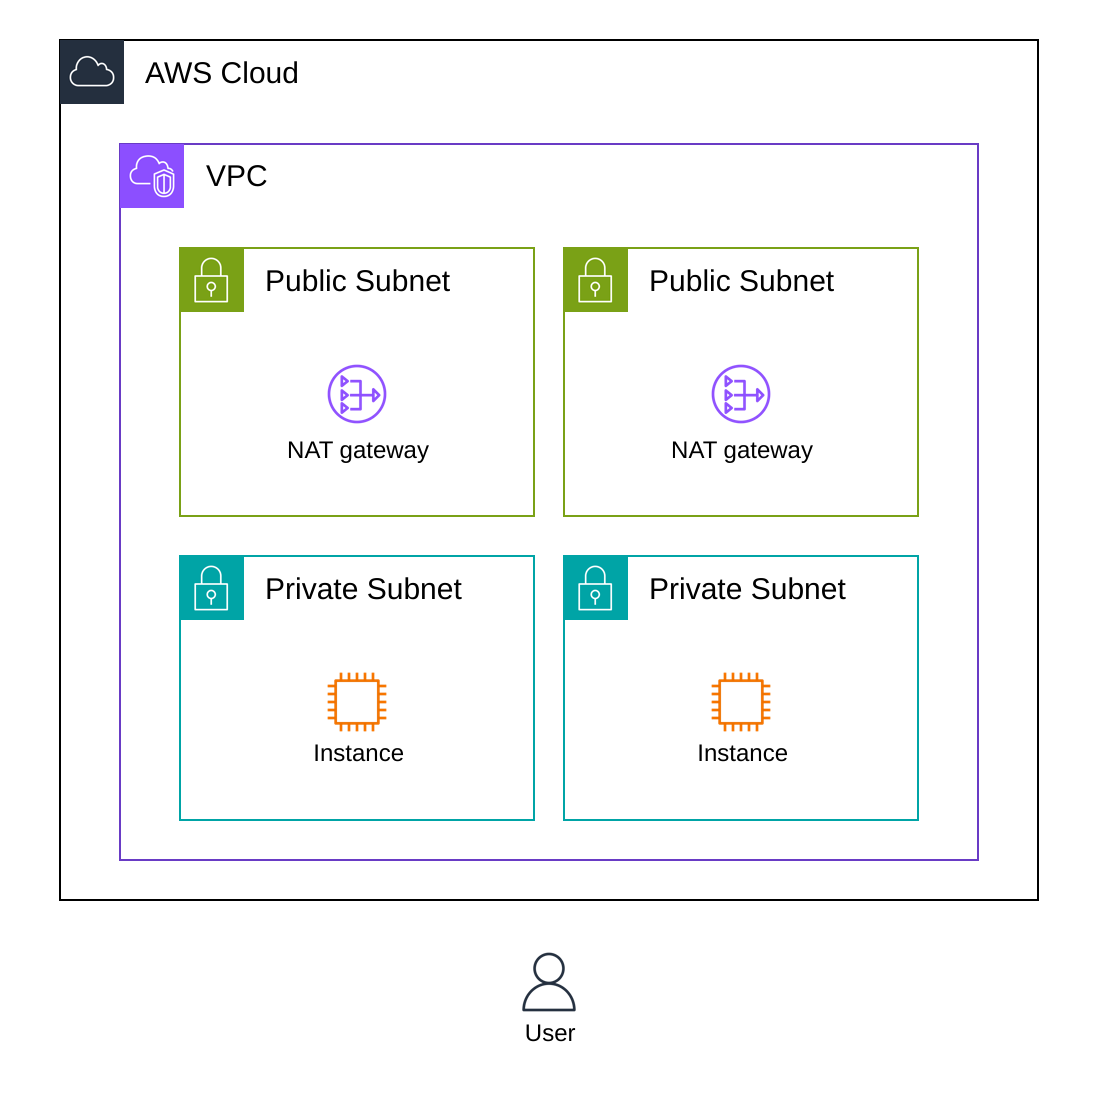 AWS Cloud
VPC
Public Subnet
Public Subnet
NAT gateway
NAT gateway
Private Subnet
Private Subnet
Instance
Instance
User